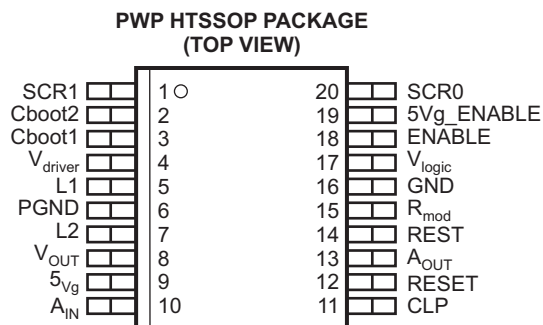 PWP HTSSOP PACKAGE
(TOP VIEW)
SCR1 1 20 SCR0
Cboot2 2 19 5Vg_ENABLE
Cboot1 3 18 ENABLE
Vdriver 4 17 Vlogic
L1 5 16 GND
PGND 6 15 Rmod
L2 7 14 REST
VOUT 8 13 AOUT
5Vg 9 12 RESET
AIN 10 11 CLP